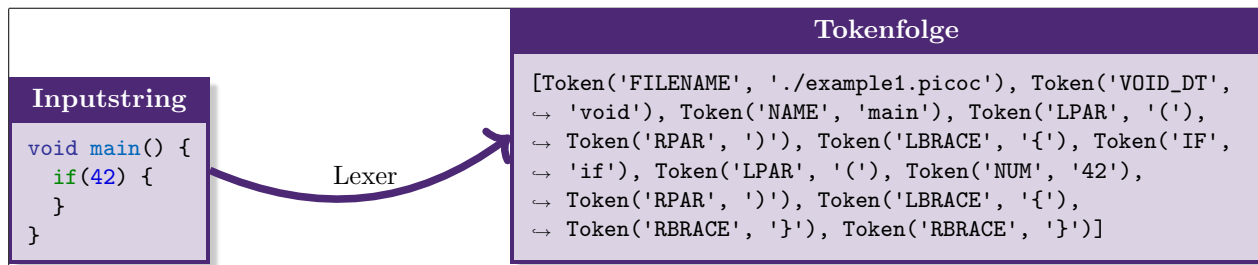 Inputstring
void main() {
  if(42) {
  }
}
Lexer
Tokenfolge
[Token('FILENAME', './example1.picoc'), Token('VOID_DT',
↪ 'void'), Token('NAME', 'main'), Token('LPAR', '('),
↪ Token('RPAR', ')'), Token('LBRACE', '{'), Token('IF',
↪ 'if'), Token('LPAR', '('), Token('NUM', '42'),
↪ Token('RPAR', ')'), Token('LBRACE', '{'),
↪ Token('RBRACE', '}'), Token('RBRACE', '}')]